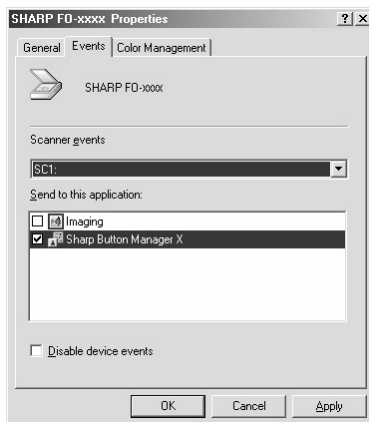 SHARP FO-xxxx Properties ? ×
General Events Color Management
SHARP FO-xxxx
Scanner events
SC1:
Send to this application:
Imaging
Sharp Button Manager X
Disable device events
OK Cancel Apply